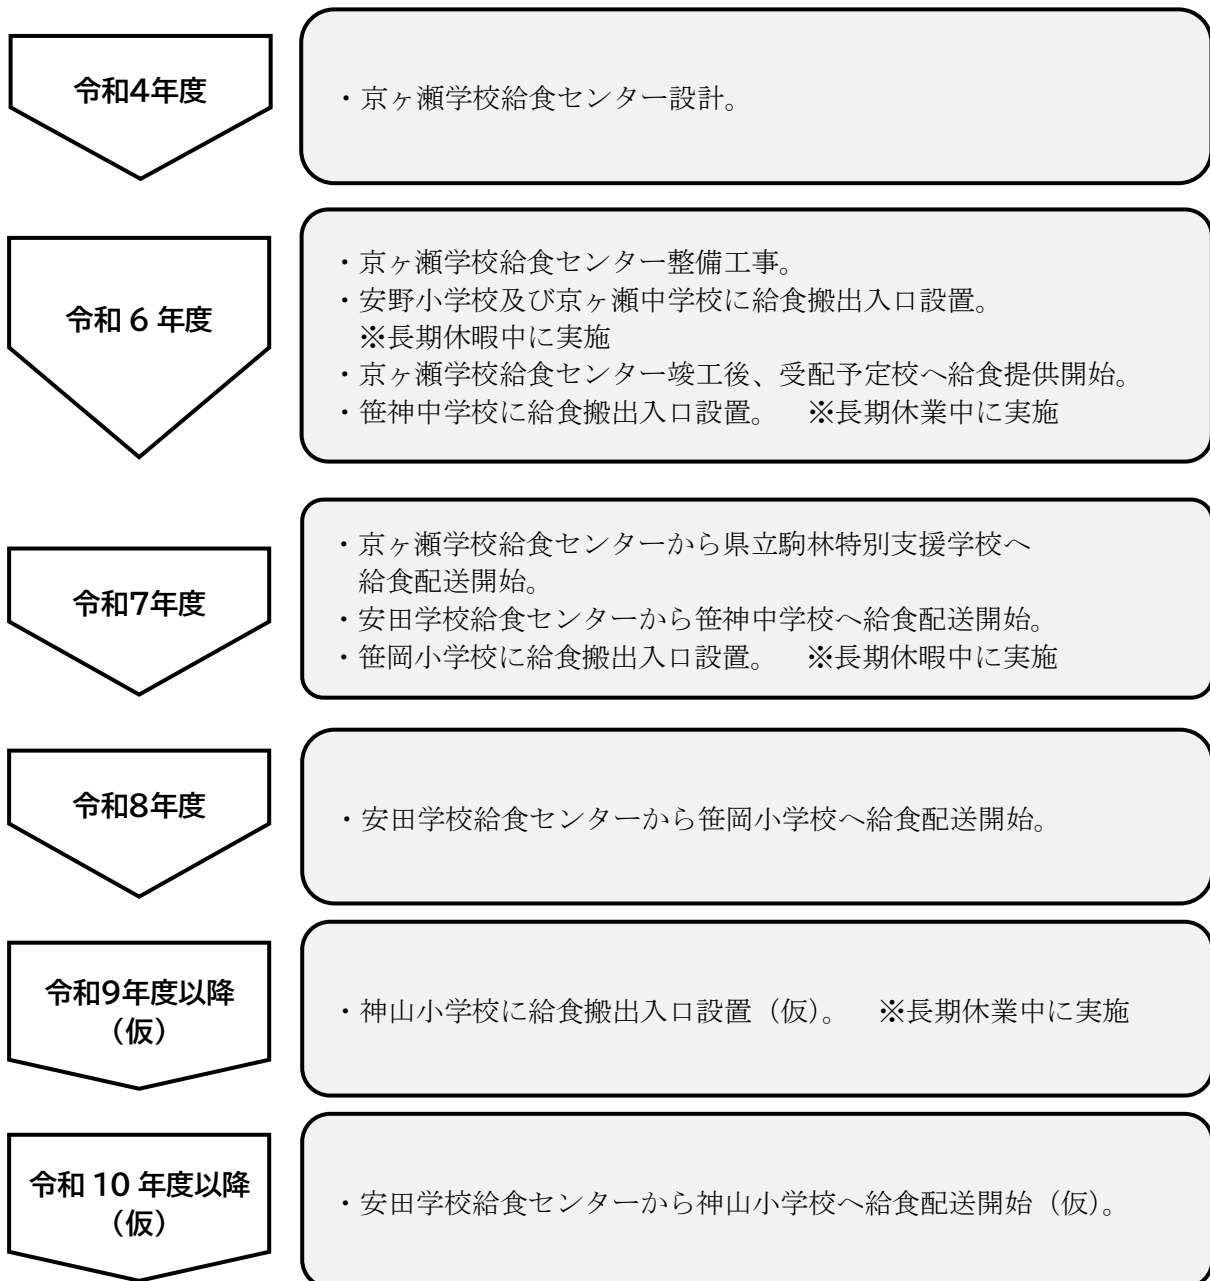 令和4年度
・京ヶ瀬学校給食センター設計。
令和 6 年度
・京ヶ瀬学校給食センター整備工事。
・安野小学校及び京ヶ瀬中学校に給食搬出入口設置。
※長期休暇中に実施
・京ヶ瀬学校給食センター竣工後、受配予定校へ給食提供開始。
・笹神中学校に給食搬出入口設置。　※長期休業中に実施
令和7年度
・京ヶ瀬学校給食センターから県立駒林特別支援学校へ
給食配送開始。
・安田学校給食センターから笹神中学校へ給食配送開始。
・笹岡小学校に給食搬出入口設置。　※長期休暇中に実施
令和8年度
・安田学校給食センターから笹岡小学校へ給食配送開始。
令和9年度以降
（仮）
・神山小学校に給食搬出入口設置（仮）。　※長期休業中に実施
令和 10 年度以降
（仮）
・安田学校給食センターから神山小学校へ給食配送開始（仮）。